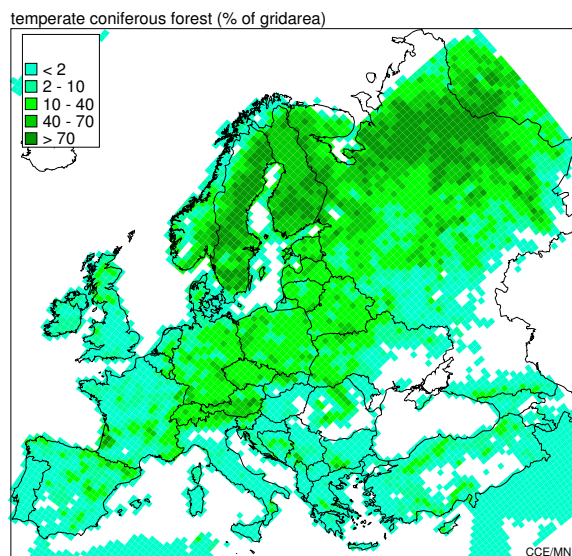 temperate coniferous forest (% of gridarea)
< 2
2 - 10
10 - 40
40 - 70
> 70
CCE/MN